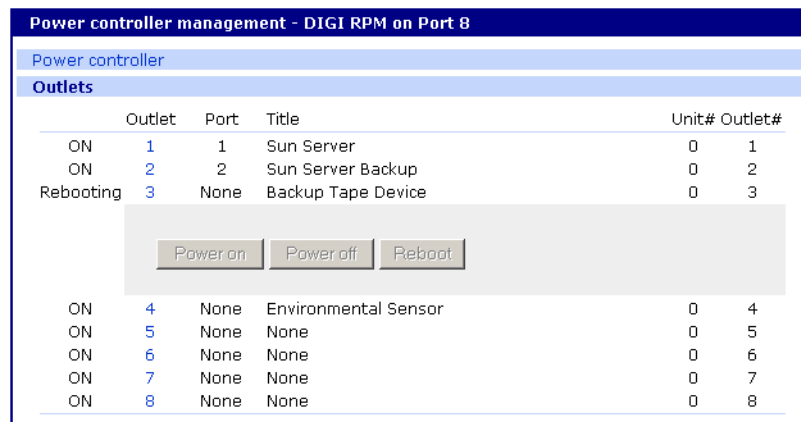 Power controller management - DIGI RPM on Port 8
Power controller
Outlets
Outlet Port Title Unit# Outlet#
ON 1 1 Sun Server 0 1
ON 2 2 Sun Server Backup 0 2
Rebooting 3 None Backup Tape Device 0 3
Power on Power off Reboot
ON 4 None Environmental Sensor 0 4
ON 5 None None 0 5
ON 6 None None 0 6
ON 7 None None 0 7
ON 8 None None 0 8